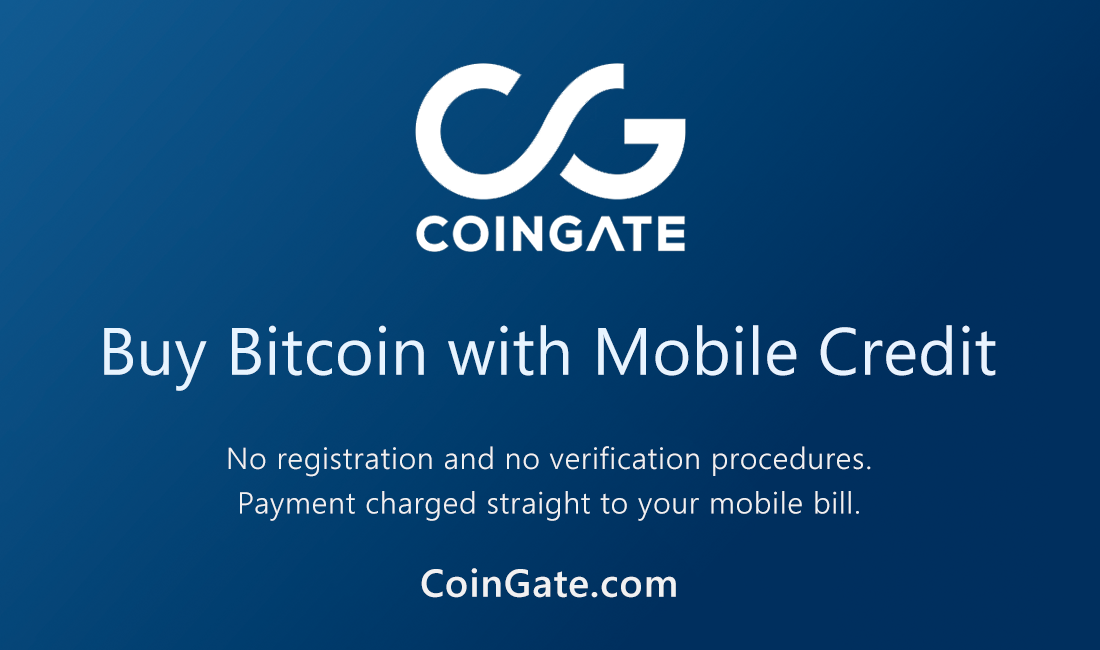 CG
COINGATE
Buy Bitcoin with Mobile Credit
No registration and no verification procedures.
Payment charged straight to your mobile bill.
CoinGate.com